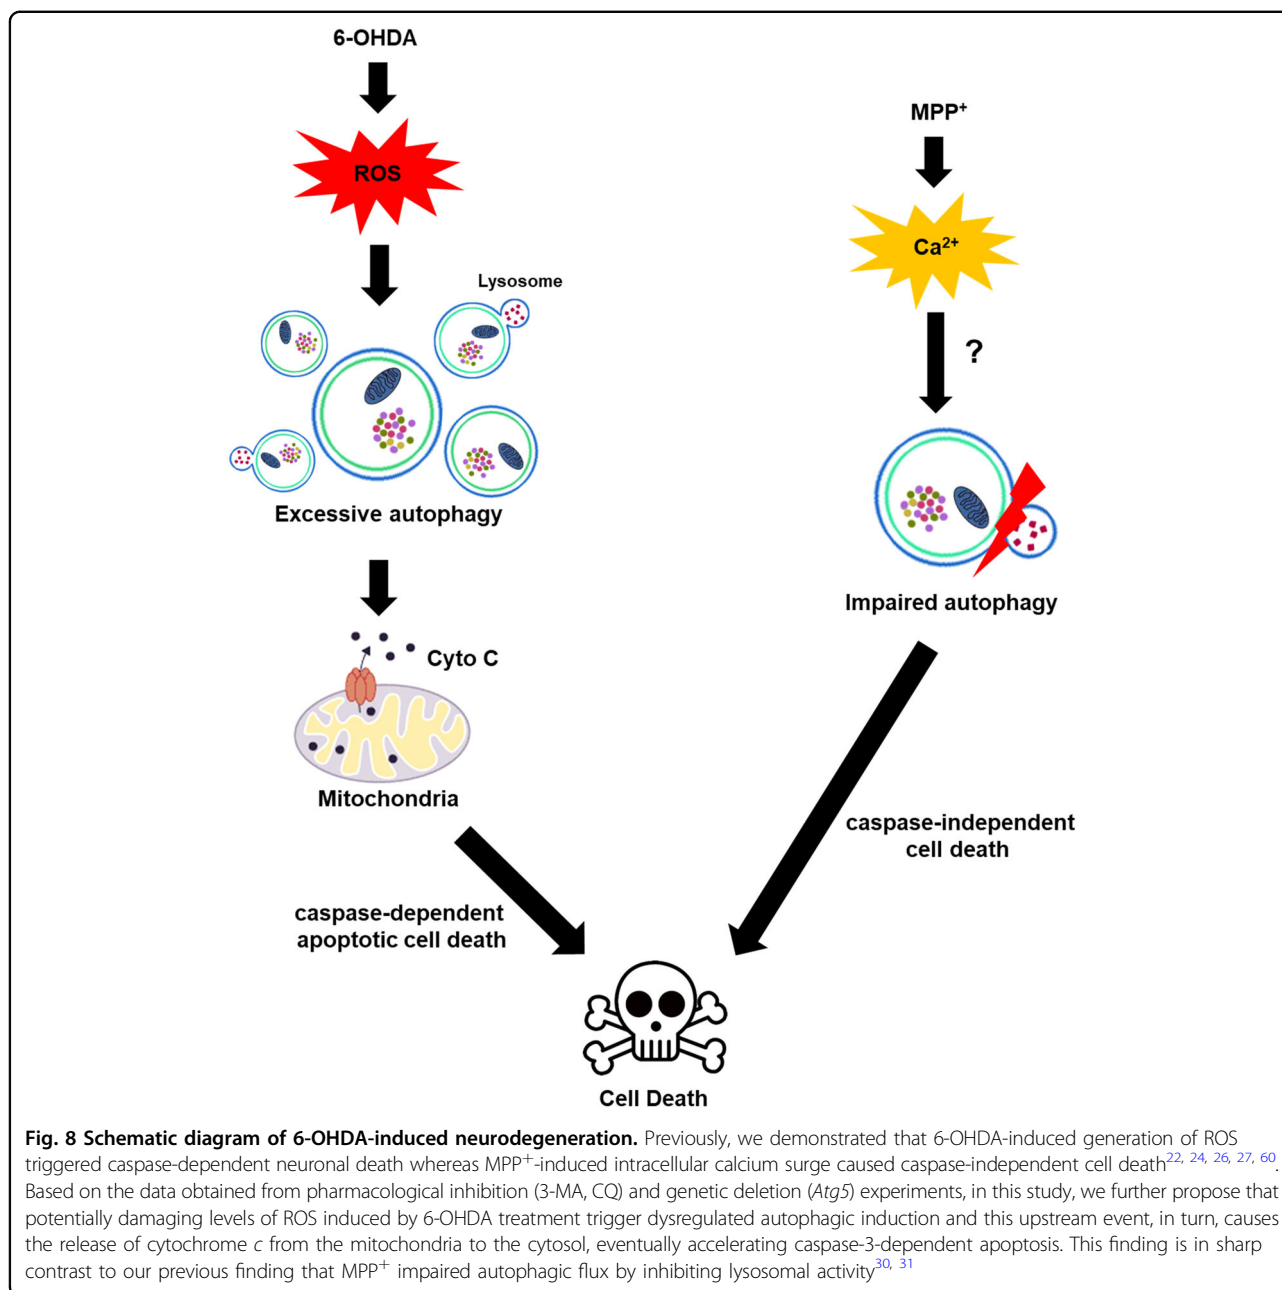 6-OHDA
ROS
Lysosome
Excessive autophagy
Cyto C
Mitochondria
caspase-dependent
apoptotic cell death
MPP⁺
Ca²⁺
?
Impaired autophagy
caspase-independent
cell death
Cell Death
Fig. 8 Schematic diagram of 6-OHDA-induced neurodegeneration. Previously, we demonstrated that 6-OHDA-induced generation of ROS
triggered caspase-dependent neuronal death whereas MPP⁺-induced intracellular calcium surge caused caspase-independent cell death²²,²⁴,²⁶,²⁷,⁶⁰.
Based on the data obtained from pharmacological inhibition (3-MA, CQ) and genetic deletion (Atg5) experiments, in this study, we further propose that
potentially damaging levels of ROS induced by 6-OHDA treatment trigger dysregulated autophagic induction and this upstream event, in turn, causes
the release of cytochrome c from the mitochondria to the cytosol, eventually accelerating caspase-3-dependent apoptosis. This finding is in sharp
contrast to our previous finding that MPP⁺ impaired autophagic flux by inhibiting lysosomal activity³⁰,³¹